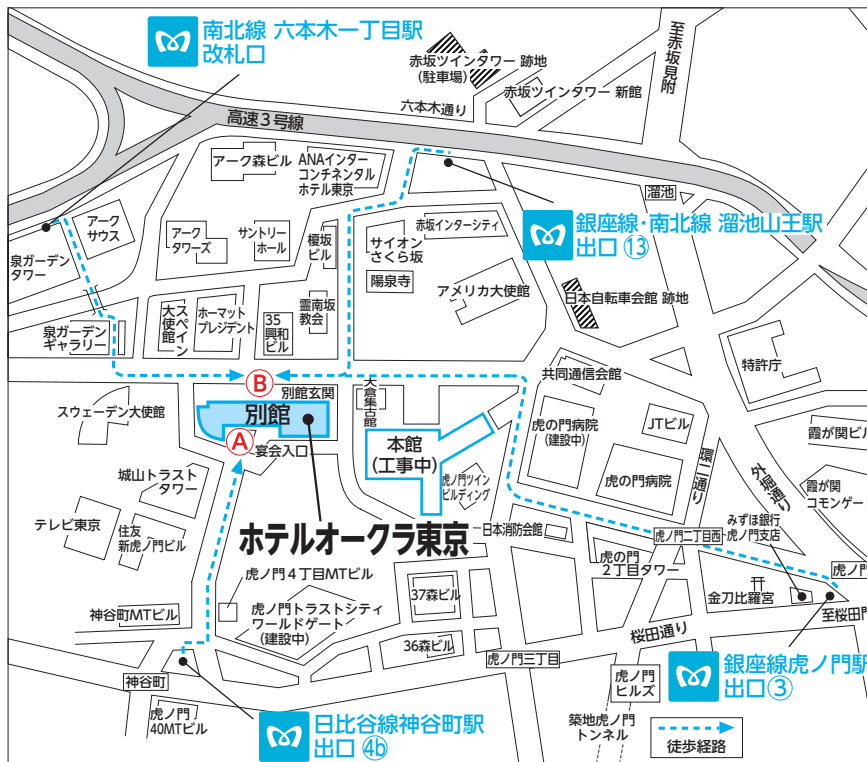 南北線 六本木一丁目駅
改札口
赤坂ツインタワー 跡地
(駐車場)
赤坂ツインタワー 新館
至赤坂見附
六本木通り
高速3号線
アーク森ビル
ANAインター
コンチネンタル
ホテル東京
溜池
アーク
サウス
アーク
タワーズ
サントリー
ホール
榎坂
ビル
サイオン
さくら坂
赤坂インターシティ
銀座線・南北線 溜池山王駅
出口 ⑬
泉ガーデン
タワー
陽泉寺
アメリカ大使館
日本自転車会館 跡地
泉ガーデン
ギャラリー
スペイン
大使館
ホーマット
プレジデント
35
興和
ビル
霊南坂
教会
特許庁
B
別館玄関
大倉集古館
共同通信会館
スウェーデン大使館
別館
A
宴会入口
本館
(工事中)
虎の門病院
(建設中)
JTビル
環二通り
霞が関ビ
外堀通り
城山トラスト
タワー
虎ノ門ツイン
ビルディング
虎の門病院
霞が関
コモンゲー
テレビ東京
住友
新虎ノ門ビル
ホテルオークラ東京
日本消防会館
虎ノ門二丁目西
みずほ銀行
虎ノ門支店
虎の門
2丁目タワー
虎ノ門
虎ノ門4丁目MTビル
37森ビル
金刀比羅宮
至桜田門
神谷町MTビル
虎ノ門トラストシティ
ワールドゲート
(建設中)
36森ビル
桜田通り
虎ノ門三丁目
神谷町
虎ノ門
ヒルズ
銀座線虎ノ門駅
出口③
虎ノ門
40MTビル
日比谷線神谷町駅
出口 4b
築地虎ノ門
トンネル
徒歩経路